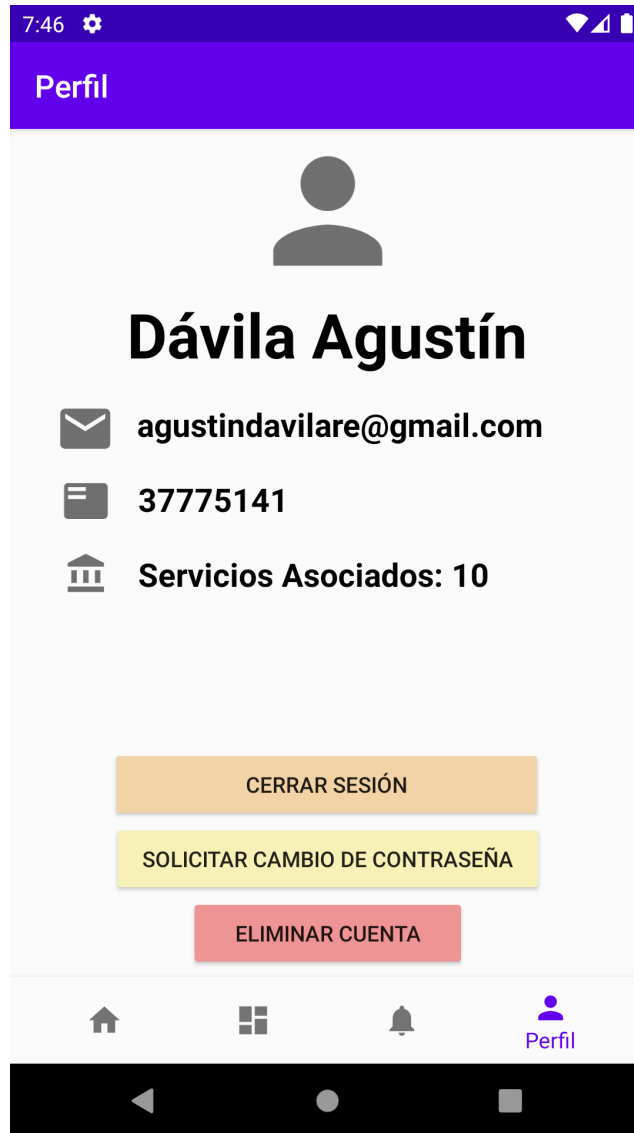 7:46
Perfil
Dávila Agustín
agustindavilare@gmail.com
37775141
Servicios Asociados: 10
CERRAR SESIÓN
SOLICITAR CAMBIO DE CONTRASEÑA
ELIMINAR CUENTA
Perfil